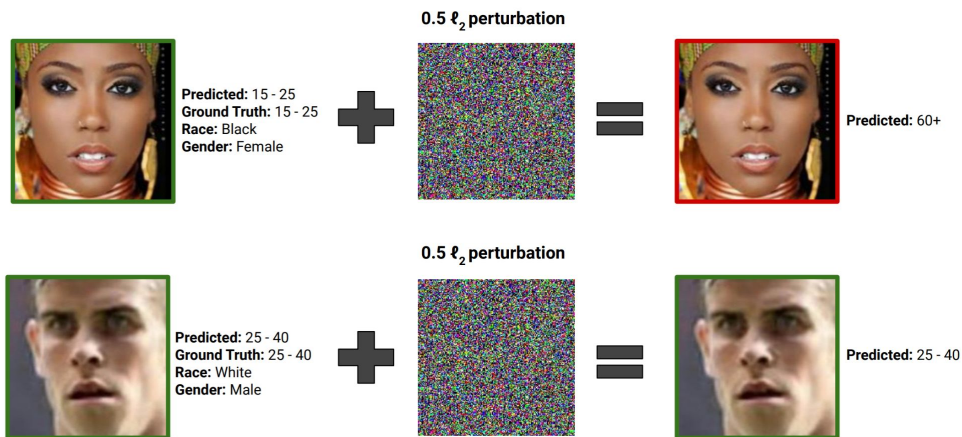 0.5 ℓ₂ perturbation
Predicted: 15 - 25
Ground Truth: 15 - 25
Race: Black
Gender: Female
Predicted: 60+
0.5 ℓ₂ perturbation
Predicted: 25 - 40
Ground Truth: 25 - 40
Race: White
Gender: Male
Predicted: 25 - 40